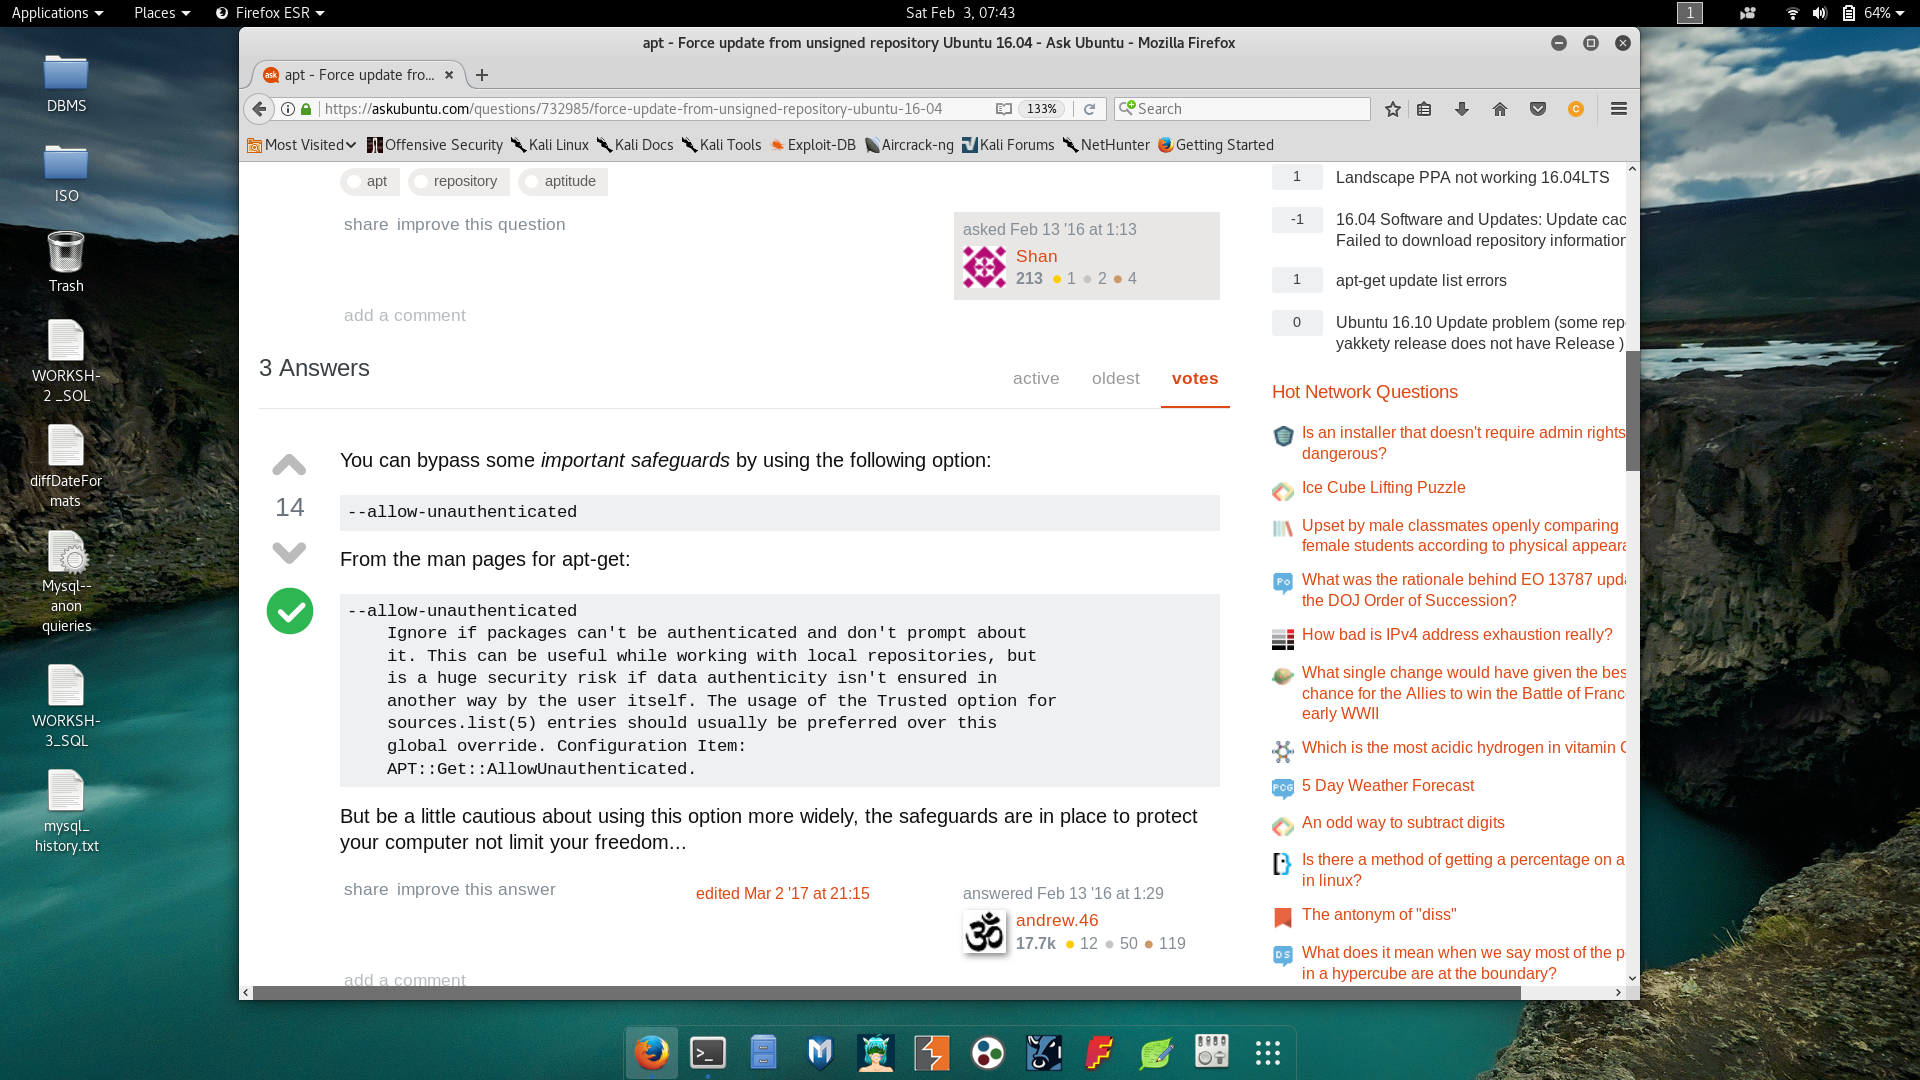 Applications
Places
Firefox ESR
Sat Feb  3, 07:43
1
64%
apt - Force update from unsigned repository Ubuntu 16.04 - Ask Ubuntu - Mozilla Firefox
ask
apt - Force update fro...
https://askubuntu.com/questions/732985/force-update-from-unsigned-repository-ubuntu-16-04
133%
Search
C
Most Visited
Offensive Security
Kali Linux
Kali Docs
Kali Tools
Exploit-DB
Aircrack-ng
Kali Forums
NetHunter
Getting Started
DBMS
ISO
Trash
WORKSH-
2 _SOL
diffDateFor
mats
Mysql--
anon
quieries
WORKSH-
3_SQL
mysql_
history.txt
apt
repository
aptitude
share improve this question
asked Feb 13 '16 at 1:13
Shan
213 1 2 4
add a comment
3 Answers
active
oldest
votes
14
You can bypass some important safeguards by using the following option:
--allow-unauthenticated
From the man pages for apt-get:
--allow-unauthenticated
Ignore if packages can't be authenticated and don't prompt about
it. This can be useful while working with local repositories, but
is a huge security risk if data authenticity isn't ensured in
another way by the user itself. The usage of the Trusted option for
sources.list(5) entries should usually be preferred over this
global override. Configuration Item:
APT::Get::AllowUnauthenticated.
But be a little cautious about using this option more widely, the safeguards are in place to protect
your computer not limit your freedom…
share improve this answer
edited Mar 2 '17 at 21:15
answered Feb 13 '16 at 1:29
andrew.46
17.7k 12 50 119
add a comment
1
Landscape PPA not working 16.04LTS
-1
16.04 Software and Updates: Update cac
Failed to download repository information
1
apt-get update list errors
0
Ubuntu 16.10 Update problem (some repo
yakkety release does not have Release )
Hot Network Questions
Is an installer that doesn't require admin rights
dangerous?
Ice Cube Lifting Puzzle
Upset by male classmates openly comparing
female students according to physical appeara
Po
What was the rationale behind EO 13787 upda
the DOJ Order of Succession?
How bad is IPv4 address exhaustion really?
What single change would have given the bes
chance for the Allies to win the Battle of Franc
early WWII
Which is the most acidic hydrogen in vitamin C
PCG
5 Day Weather Forecast
An odd way to subtract digits
Is there a method of getting a percentage on a
in linux?
The antonym of "diss"
DS
What does it mean when we say most of the p
in a hypercube are at the boundary?